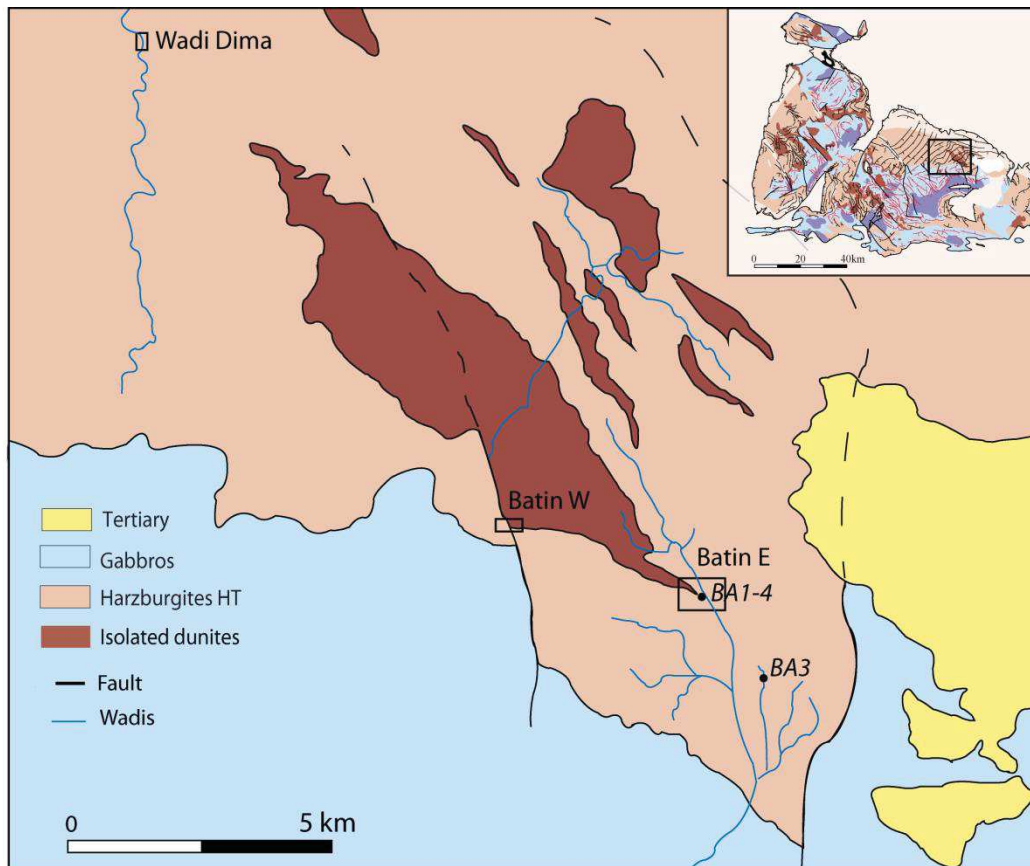 Wadi Dima
0 20 40km
Batin W
Batin E
BA1-4
BA3
Tertiary
Gabbros
Harzburgites HT
Isolated dunites
Fault
Wadis
0 5 km